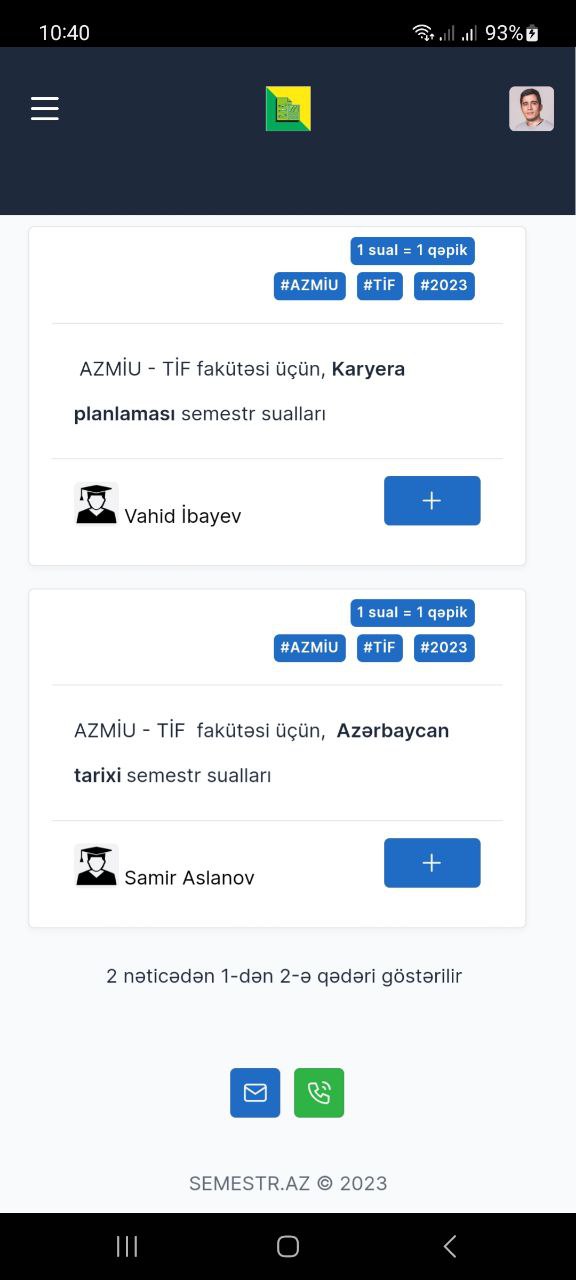 10:40
93%
1 sual = 1 qəpik
#AZMİU #TİF #2023
AZMİU - TİF fakütəsi üçün, Karyera
planlaması semestr sualları
Vahid İbayev
+
1 sual = 1 qəpik
#AZMİU #TİF #2023
AZMİU - TİF fakütəsi üçün, Azərbaycan
tarixi semestr sualları
Samir Aslanov
+
2 nəticədən 1-dən 2-ə qədəri göstərilir
SEMESTR.AZ © 2023